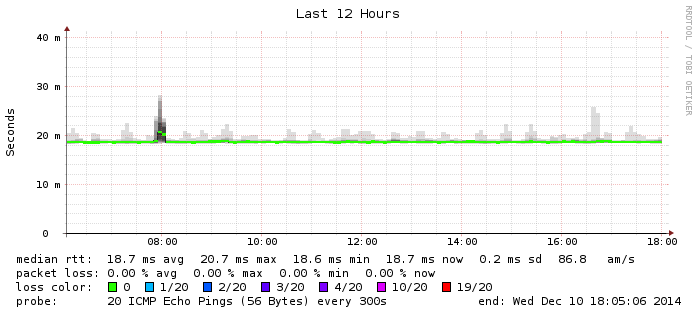 Last 12 Hours
RRDTOOL / TOBI OETIKER
Seconds
40 m
30 m
20 m
10 m
0
08:00 10:00 12:00 14:00 16:00 18:00
median rtt: 18.7 ms avg 20.7 ms max 18.6 ms min 18.7 ms now 0.2 ms sd 86.8 am/s
packet loss: 0.00 % avg 0.00 % max 0.00 % min 0.00 % now
loss color: 0 1/20 2/20 3/20 4/20 10/20 19/20
probe: 20 ICMP Echo Pings (56 Bytes) every 300s end: Wed Dec 10 18:05:06 2014